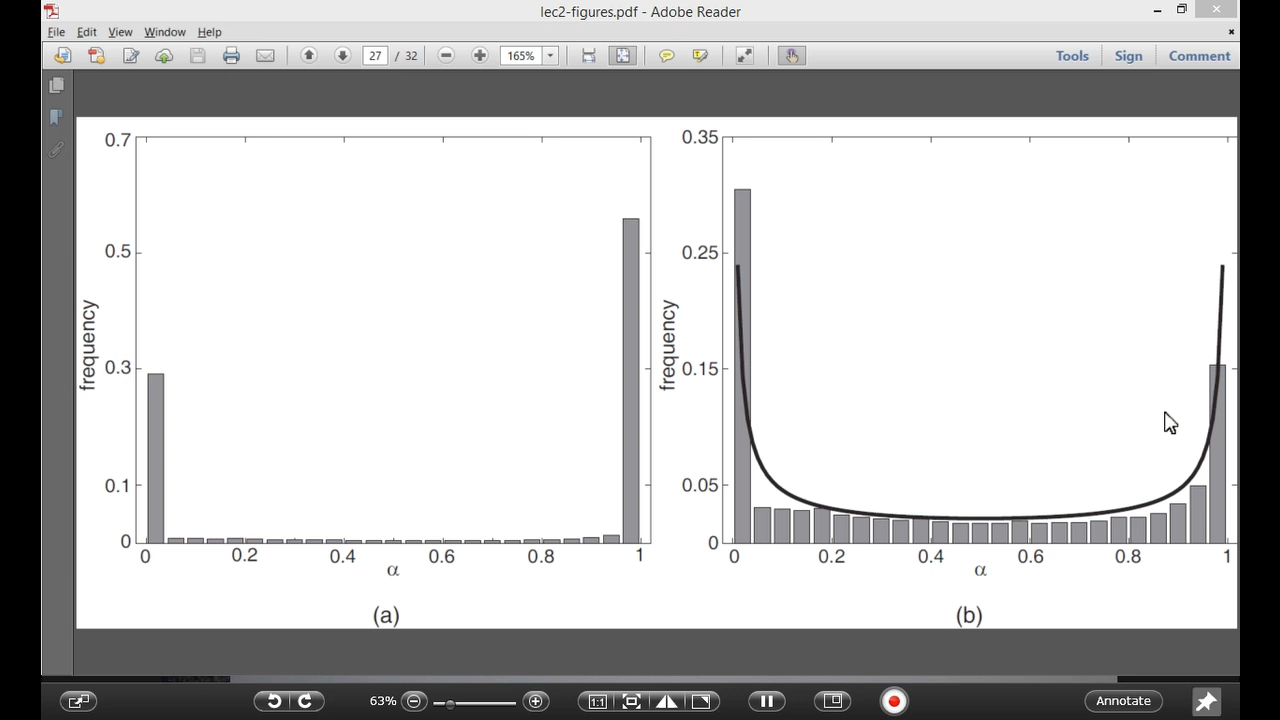 lec2-figures.pdf - Adobe Reader
File Edit View Window Help
27 / 32 165% Tools Sign Comment
0.7
0.5
0.3
0.1
0
frequency
0 0.2 0.4 0.6 0.8 1
α
(a)
0.35
0.25
0.15
0.05
0
frequency
0 0.2 0.4 0.6 0.8 1
α
(b)
63% 1:1 Annotate